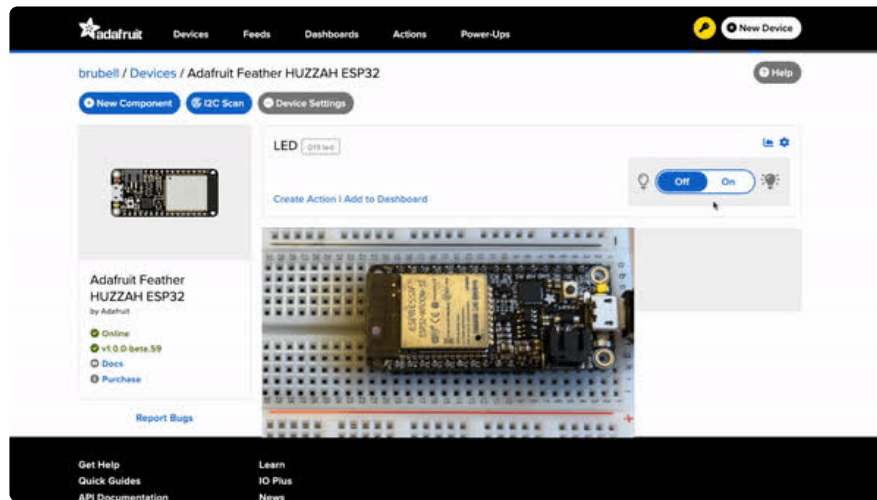 adafruit
Devices
Feeds
Dashboards
Actions
Power-Ups
New Device
brubell / Devices / Adafruit Feather HUZZAH ESP32
Help
New Component
I2C Scan
Device Settings
LED
Off
On
Create Action | Add to Dashboard
Adafruit Feather
HUZZAH ESP32
by Adafruit
Online
v1.0.0-beta.59
Docs
Purchase
Report Bugs
ESPRESSIF
Get Help
Learn
Quick Guides
IO Plus
API Documentation
News